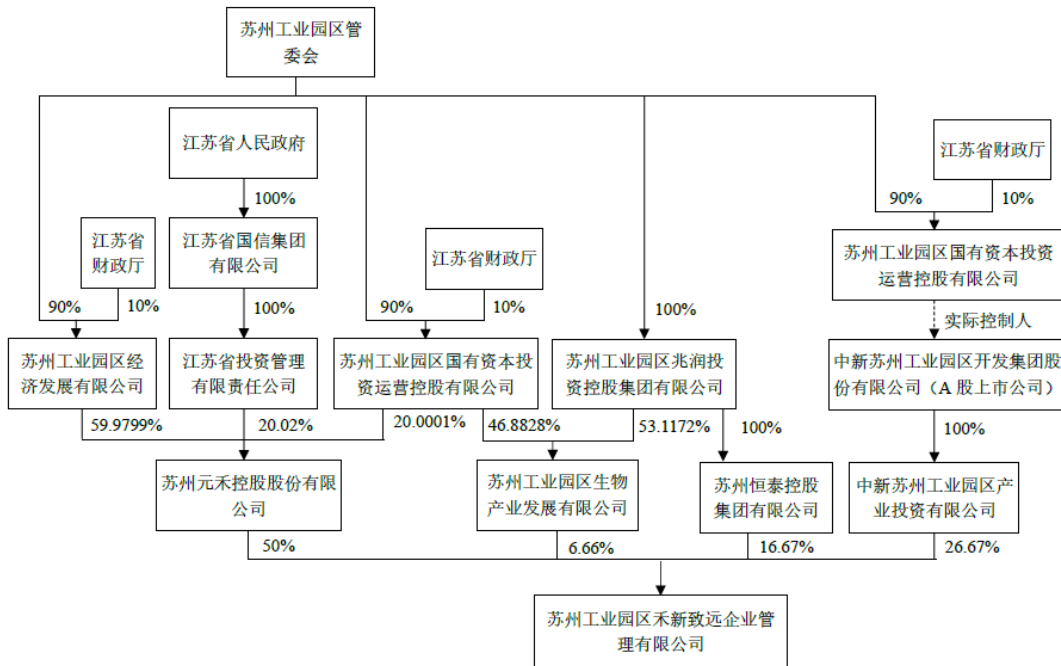 苏州工业园区管
委会
江苏省人民政府
江苏省财政厅
100%
90%
10%
江苏省
财政厅
江苏省国信集团
有限公司
江苏省财政厅
苏州工业园区国有资本投资
运营控股有限公司
90%
10%
100%
90%
10%
100%
实际控制人
苏州工业园区经
济发展有限公司
江苏省投资管理
有限责任公司
苏州工业园区国有资本投
资运营控股有限公司
苏州工业园区兆润投
资控股集团有限公司
中新苏州工业园区开发集团股
份有限公司（A 股上市公司）
59.9799%
20.02%
20.0001%
46.8828%
53.1172%
100%
100%
苏州元禾控股股份有限
公司
苏州工业园区生物
产业发展有限公司
苏州恒泰控股
集团有限公司
中新苏州工业园区产
业投资有限公司
50%
6.66%
16.67%
26.67%
苏州工业园区禾新致远企业管
理有限公司